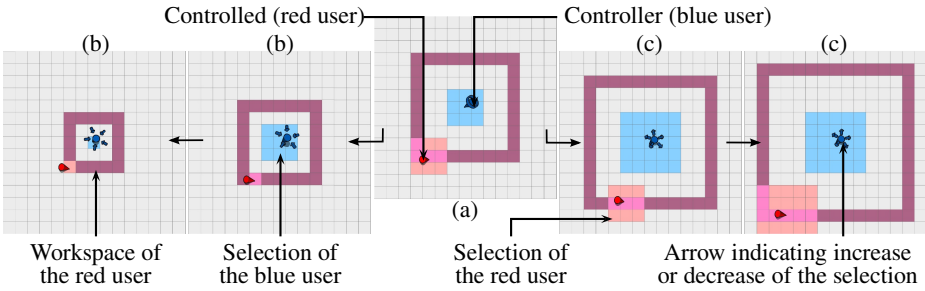 Controlled (red user)
Controller (blue user)
(b)
(b)
(c)
(c)
(a)
Workspace of
the red user
Selection of
the blue user
Selection of
the red user
Arrow indicating increase
or decrease of the selection